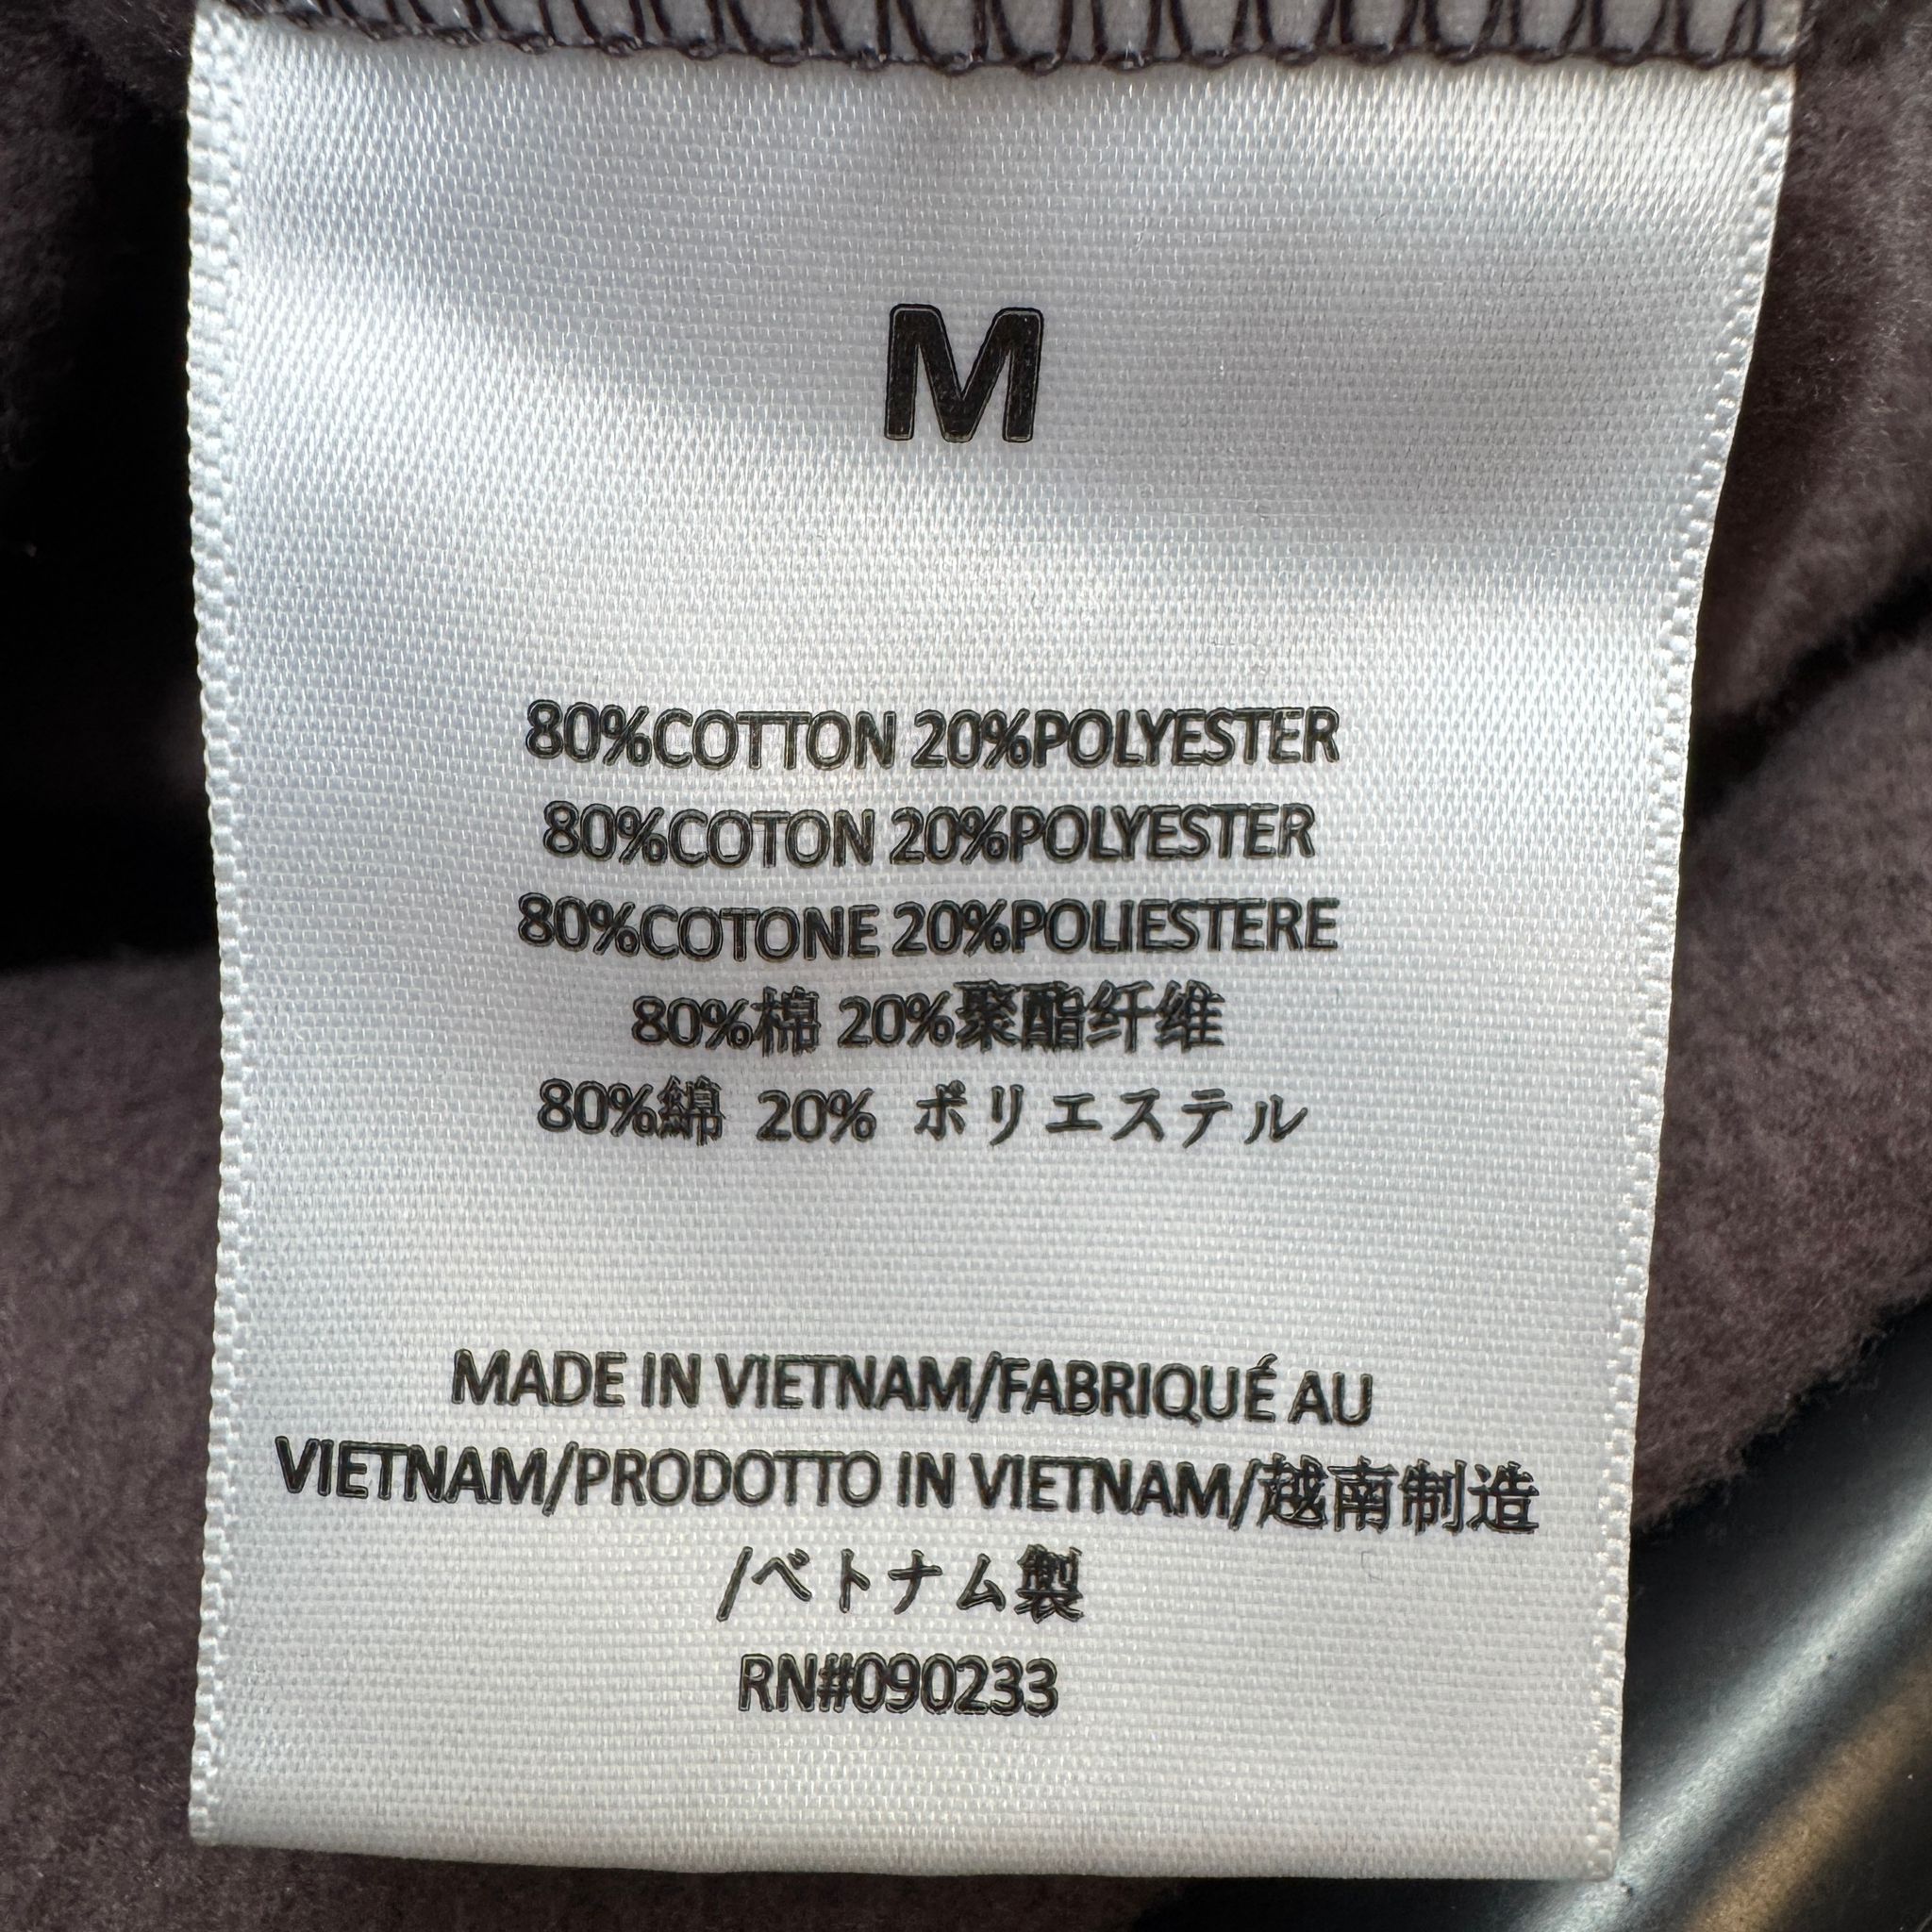 M
80%COTTON 20%POLYESTER
80%COTON 20%POLYESTER
80%COTONE 20%POLIESTERE
80%棉 20%聚酯纤维
80%綿 20% ポリエステル
MADE IN VIETNAM/FABRIQUÉ AU
VIETNAM/PRODOTTO IN VIETNAM/越南制造
/ベトナム製
RN#090233